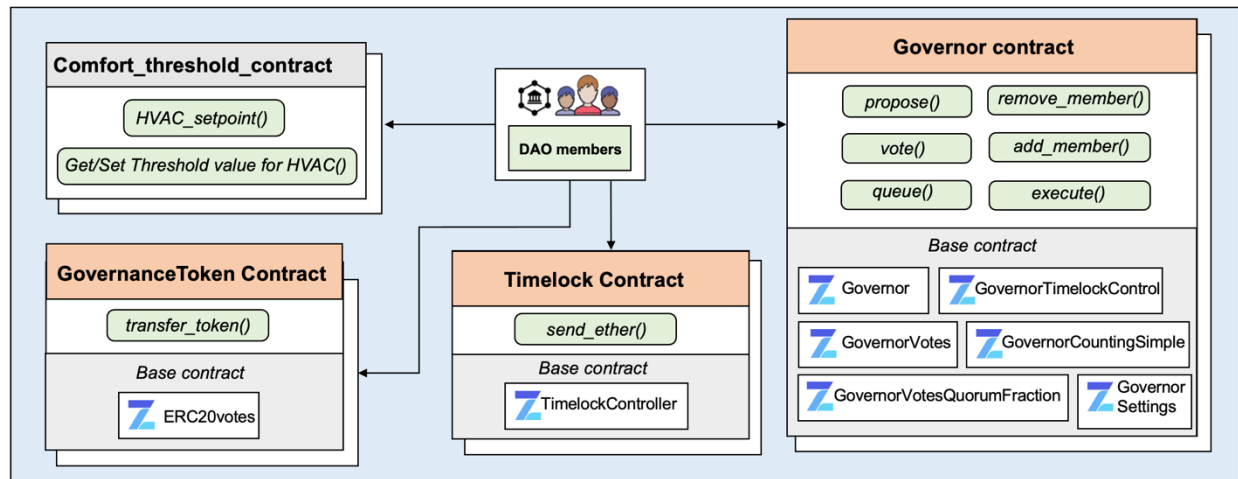 Comfort_threshold_contract
HVAC_setpoint()
Get/Set Threshold value for HVAC()
DAO members
Governor contract
propose()
remove_member()
vote()
add_member()
queue()
execute()
Base contract
Governor
GovernorTimelockControl
GovernorVotes
GovernorCountingSimple
GovernorVotesQuorumFraction
Governor
Settings
GovernanceToken Contract
transfer_token()
Base contract
ERC20votes
Timelock Contract
send_ether()
Base contract
TimelockController